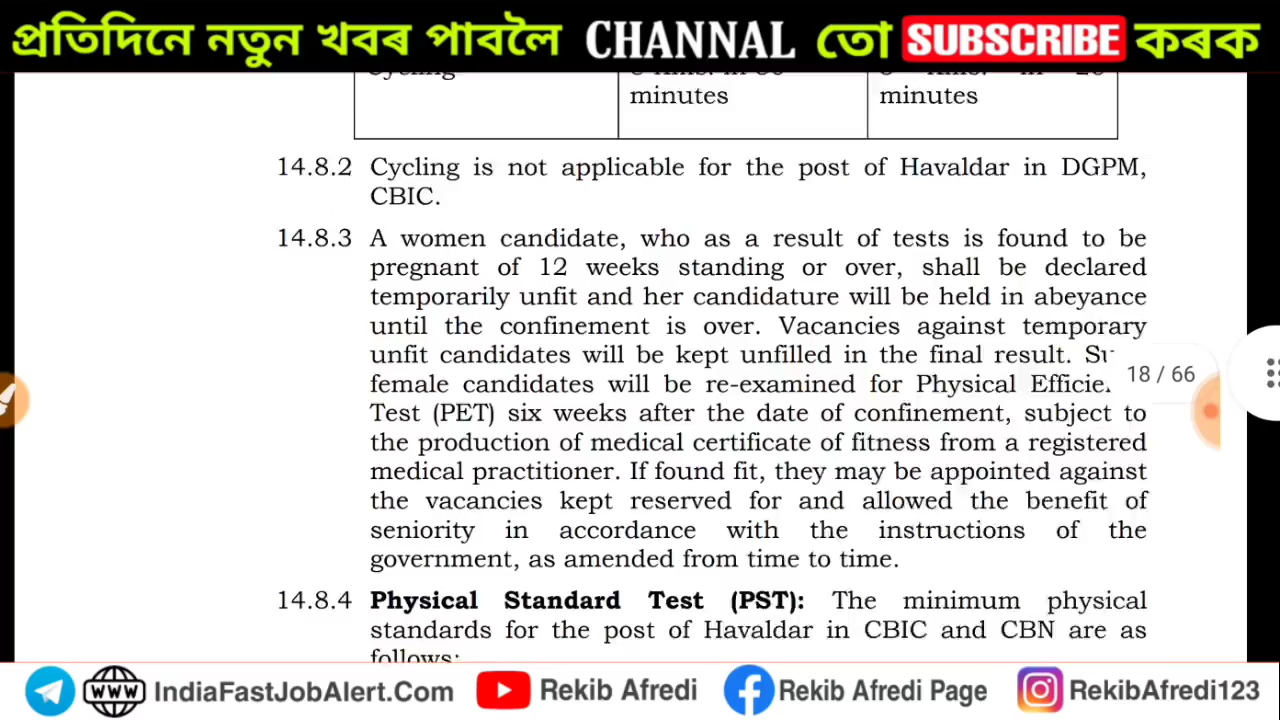 প্ৰতিদিনে নতুন খবৰ পাবলৈ CHANNAL তো SUBSCRIBE কৰক
Cycling
minutes minutes
14.8.2 Cycling is not applicable for the post of Havaldar in DGPM,
CBIC.
14.8.3 A women candidate, who as a result of tests is found to be
pregnant of 12 weeks standing or over, shall be declared
temporarily unfit and her candidature will be held in abeyance
until the confinement is over. Vacancies against temporary
unfit candidates will be kept unfilled in the final result.
female candidates will be re-examined for Physical
Test (PET) six weeks after the date of confinement, subject to
the production of medical certificate of fitness from a registered
medical practitioner. If found fit, they may be appointed against
the vacancies kept reserved for and allowed the benefit of
seniority in accordance with the instructions of the
government, as amended from time to time.
18 / 66
14.8.4 Physical Standard Test (PST): The minimum physical
standards for the post of Havaldar in CBIC and CBN are as
follows:
www IndiaFastJobAlert.Com Rekib Afredi Rekib Afredi Page RekibAfredi123